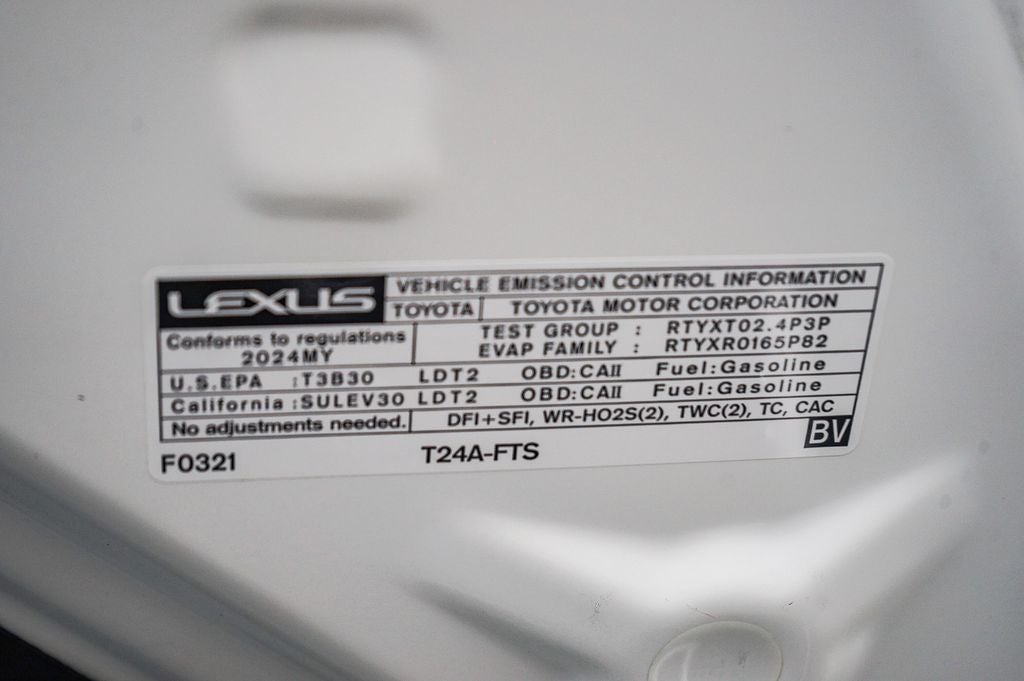 LEXUS
VEHICLE EMISSION CONTROL INFORMATION
TOYOTA TOYOTA MOTOR CORPORATION
Conforms to regulations
2024MY
TEST GROUP : RTYXT02.4P3P
EVAP FAMILY : RTYXR0165P82
U.S.EPA :T3B30 LDT2 OBD:CAII Fuel:Gasoline
California :SULEV30 LDT2 OBD:CAII Fuel:Gasoline
No adjustments needed. DFI+SFI, WR-HO2S(2), TWC(2), TC, CAC
F0321 T24A-FTS BV